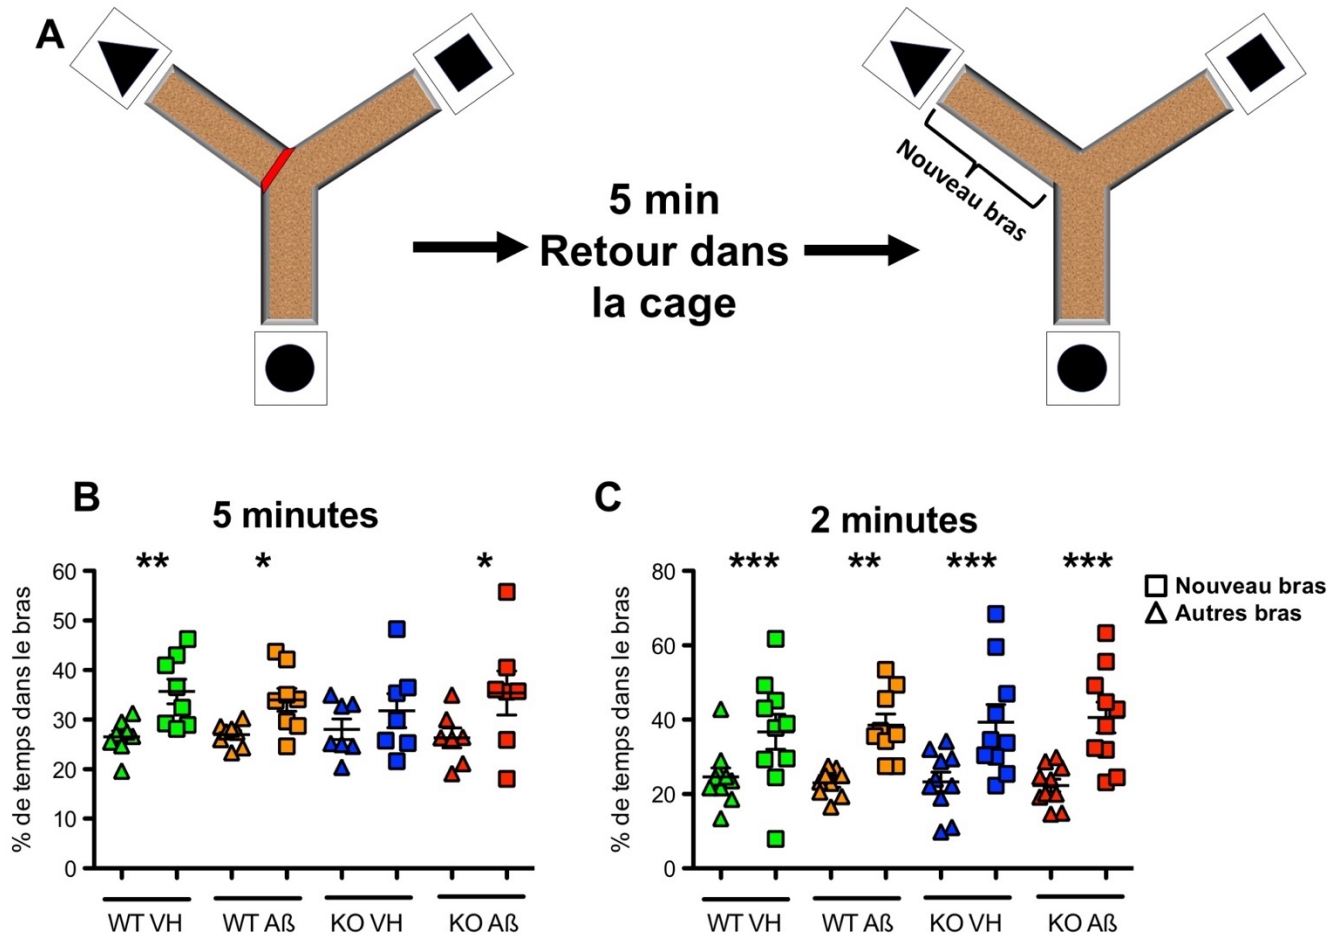 A
Nouveau bras
5 min
Retour dans
la cage
B
5 minutes
** * *
% de temps dans le bras
60
50
40
30
20
10
0
WT VH WT Aß KO VH KO Aß
C
2 minutes
*** ** *** ***
% de temps dans le bras
80
60
40
20
0
WT VH WT Aß KO VH KO Aß
Nouveau bras
Autres bras